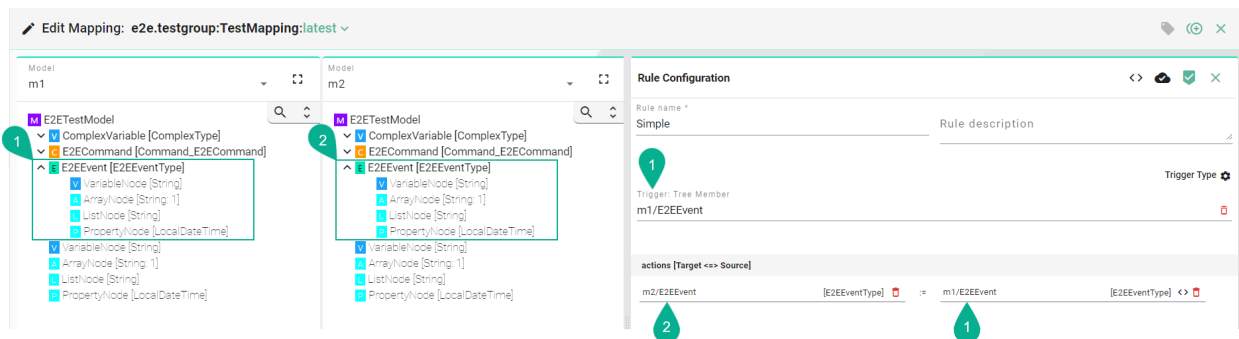 Edit Mapping: e2e.testgroup:TestMapping:latest
Model
m1
M E2ETestModel
V ComplexVariable [ComplexType]
C E2ECommand [Command_E2ECommand]
1
E E2EEvent [E2EEventType]
V VariableNode [String]
A ArrayNode [String: 1]
L ListNode [String]
P PropertyNode [LocalDateTime]
V VariableNode [String]
A ArrayNode [String: 1]
L ListNode [String]
P PropertyNode [LocalDateTime]
Model
m2
M E2ETestModel
V ComplexVariable [ComplexType]
C E2ECommand [Command_E2ECommand]
2
E E2EEvent [E2EEventType]
V VariableNode [String]
A ArrayNode [String: 1]
L ListNode [String]
P PropertyNode [LocalDateTime]
V VariableNode [String]
A ArrayNode [String: 1]
L ListNode [String]
P PropertyNode [LocalDateTime]
Rule Configuration
Rule name *
Simple
Rule description
1
Trigger Type
Trigger: Tree Member
m1/E2EEvent
actions [Target <=> Source]
m2/E2EEvent [E2EEventType] := m1/E2EEvent [E2EEventType] <>
2 1